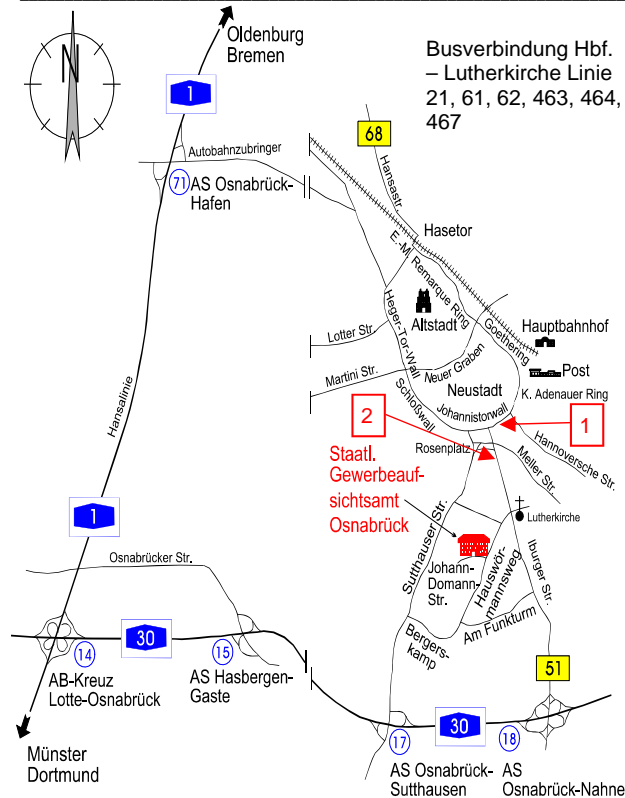 N
Oldenburg
Bremen
Busverbindung Hbf.
– Lutherkirche Linie
21, 61, 62, 463, 464,
467
1
68
Autobahnzubringer
Hansastr.
71
AS Osnabrück-
Hafen
Hasetor
E.-M. Remarque Ring
Heger-Tor-Wall
Altstadt
Goethering
Hauptbahnhof
Lotter Str.
Neuer Graben
Post
Martini Str.
Neustadt
K. Adenauer Ring
Hansalinie
Schloßwall
Johannistorwall
2
1
Rosenplatz
Hannoversche Str.
Meller Str.
Staatl.
Gewerbeauf-
sichtsamt
Osnabrück
1
Lutherkirche
Sutthauser Str.
Osnabrücker Str.
Johann-
Domann-
Str.
Hauswör-
mannsweg
Iburger Str.
Am Funkturm
Bergers-
kamp
30
14
15
51
AB-Kreuz
Lotte-Osnabrück
AS Hasbergen-
Gaste
30
17
18
Münster
Dortmund
AS Osnabrück-
Sutthausen
AS
Osnabrück-Nahne